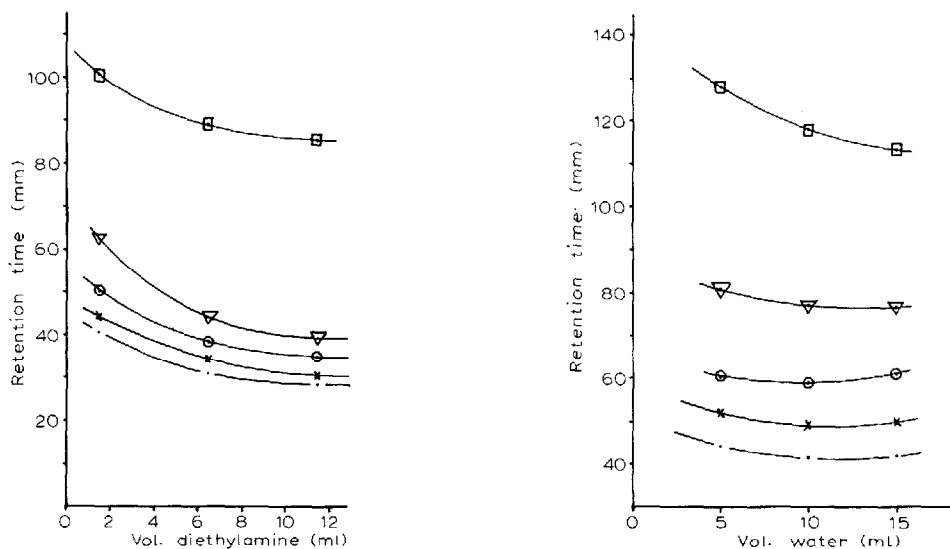 100
80
60
40
20
Retention time (mm)
0 2 4 6 8 10 12
Vol. diethylamine (ml)
140
120
100
80
60
40
Retention time· (mm)
0 5 10 15
Vol. water (ml)